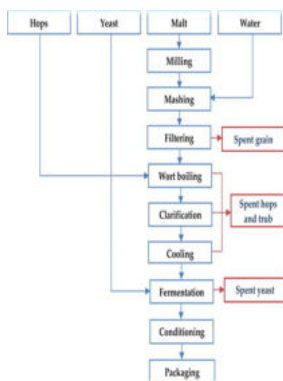 Hops
Yeast
Malt
Water
Milling
Mashing
Filtering
Spent grain
Wort boiling
Clarification
Spent hops
and trub
Cooling
Fermentation
Spent yeast
Conditioning
Packaging